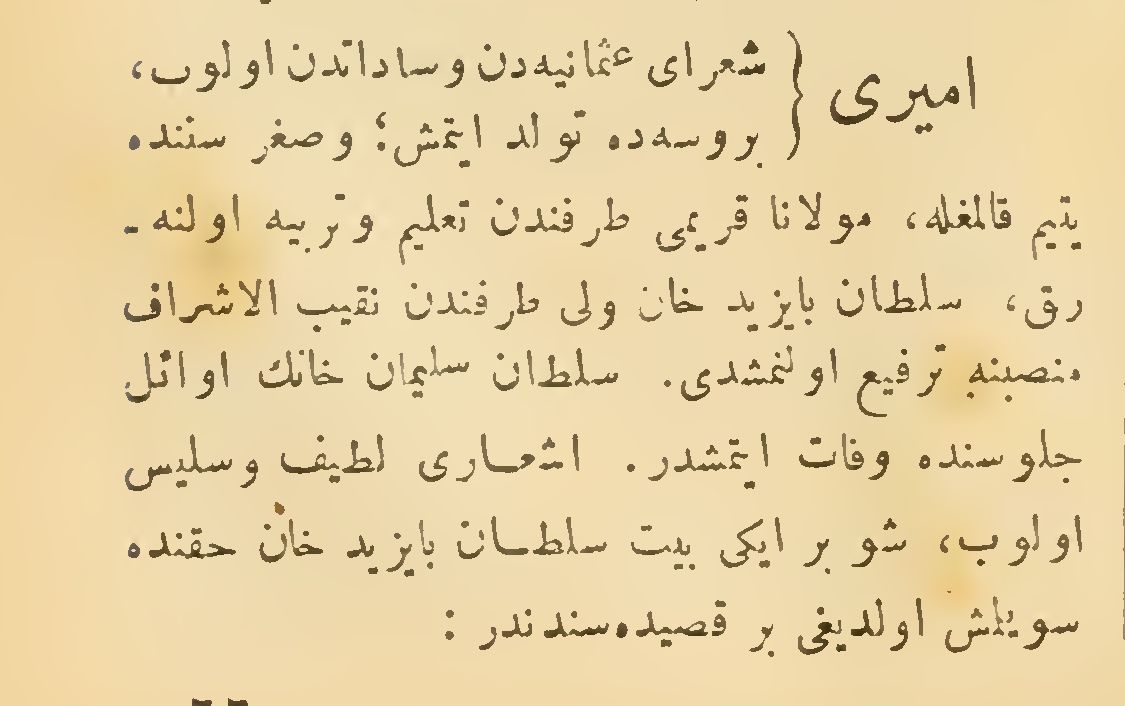 امیری { شعرای عثمانیه‌دن وساداتدن اولوب،
بروسه‌ده تولد ایتمش؛ وصغر سننده
یتیم قالمغله، مولانا قریمی طرفندن تعلیم وتربیه اولنه‌-
رق، سلطان بایزید خان ولی طرفندن نقیب الاشراف
منصبنه ترفیع اولنمشدی. سلطان سلیمان خانك اوائل
جلوسنده وفات ایتمشدر. اشعاری لطیف وسلیس
اولوب، شو بر ایکی بیت سلطان بایزید خان حقنده
سویلمش اولدیغی بر قصیده‌سندندر :